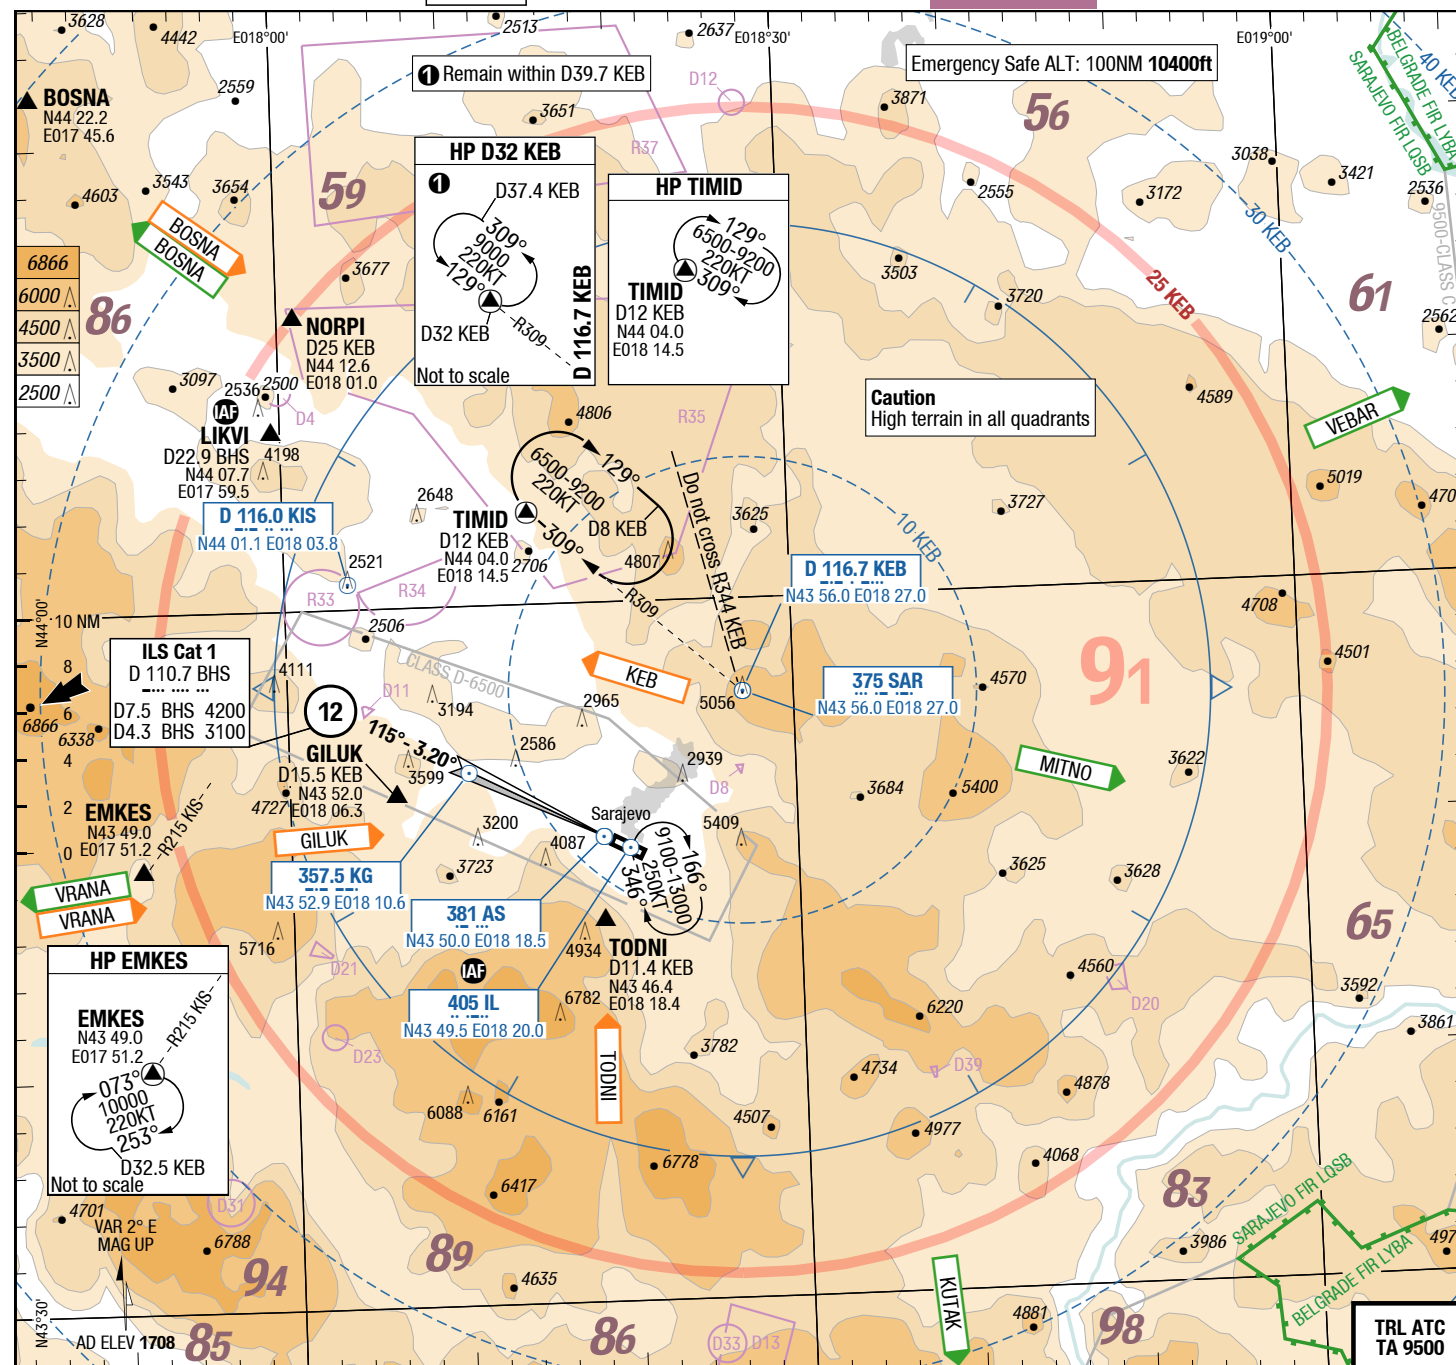 3628
4442
E018°00'
2513
2637
E018°30'
E019°00'
❶ Remain within D39.7 KEB
Emergency Safe ALT: 100NM 10400ft
BELGRADE FIR LYBA
SARAJEVO FIR LQSB
40 KEB
BOSNA
N44 22.2
E017 45.6
2559
3651
D12
3871
56
R37
59
3543
3654
4603
BOSNA
BOSNA
HP D32 KEB
❶
D37.4 KEB
309°
9000
220KT
129°
D32 KEB
R309
D 116.7 KEB
Not to scale
HP TIMID
129°
6500-9200
220KT
309°
TIMID
D12 KEB
N44 04.0
E018 14.5
3038
3421
2555
3172
2536
30 KEB
9500-CLASS C
6866
6000
4500
3500
2500
86
3677
3503
3720
25 KEB
61
2562
NORPI
D25 KEB
N44 12.6
E018 01.0
3097
2536
2500
D4
IAF
LIKVI
D22.9 BHS
N44 07.7
E017 59.5
4198
4806
R35
Caution
High terrain in all quadrants
4589
VEBAR
6500-9200
220KT
129°
D8 KEB
309°
Do not cross R344 KEB
5019
470
D 116.0 KIS
N44 01.1 E018 03.8
2648
TIMID
D12 KEB
N44 04.0
E018 14.5
2706
3625
3727
10 KEB
2521
4807
R309
D 116.7 KEB
N43 56.0 E018 27.0
R33
R34
4708
N44°00'
10 NM
8
6
4
2
0
2506
ILS Cat 1
D 110.7 BHS
D7.5 BHS 4200
D4.3 BHS 3100
4111
CLASS D-6500
KEB
91
4501
375 SAR
N43 56.0 E018 27.0
4570
6866
6338
12
D11
3194
2965
5056
115° - 3.20°
2586
2939
D8
MITNO
3622
GILUK
D15.5 KEB
N43 52.0
E018 06.3
3599
3684
5400
EMKES
N43 49.0
E017 51.2
R215 KIS
4727
GILUK
3200
4087
Sarajevo
5409
166°
9100-13000
250KT
346°
3625
3628
VRANA
VRANA
357.5 KG
N43 52.9 E018 10.6
3723
381 AS
N43 50.0 E018 18.5
4934
TODNI
D11.4 KEB
N43 46.4
E018 18.4
65
5716
D21
IAF
405 IL
N43 49.5 E018 20.0
6782
4560
D20
3592
3861
6220
HP EMKES
EMKES
N43 49.0
E017 51.2
R215 KIS
073°
10000
220KT
253°
D32.5 KEB
Not to scale
D23
TODNI
3782
4734
D39
4878
6088
6161
4507
4977
4068
6778
83
6417
4701
D31
VAR 2° E
MAG UP
6788
94
89
SARAJEVO FIR LQSB
BELGRADE FIR LYBA
3986
497
4635
KUTAK
N43°30'
AD ELEV 1708
85
86
D33
D13
4881
98
TRL ATC
TA 9500